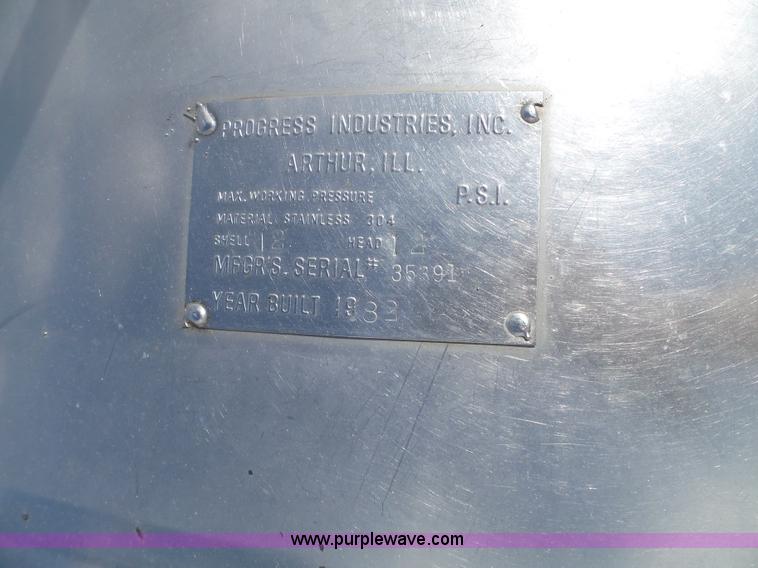 PROGRESS INDUSTRIES, INC.
ARTHUR, ILL.
MAX. WORKING PRESSURE P.S.I.
MATERIAL STAINLESS 304
SHELL 12 HEAD 12
MFGR'S. SERIAL# 35391
YEAR BUILT 1982
www.purplewave.com